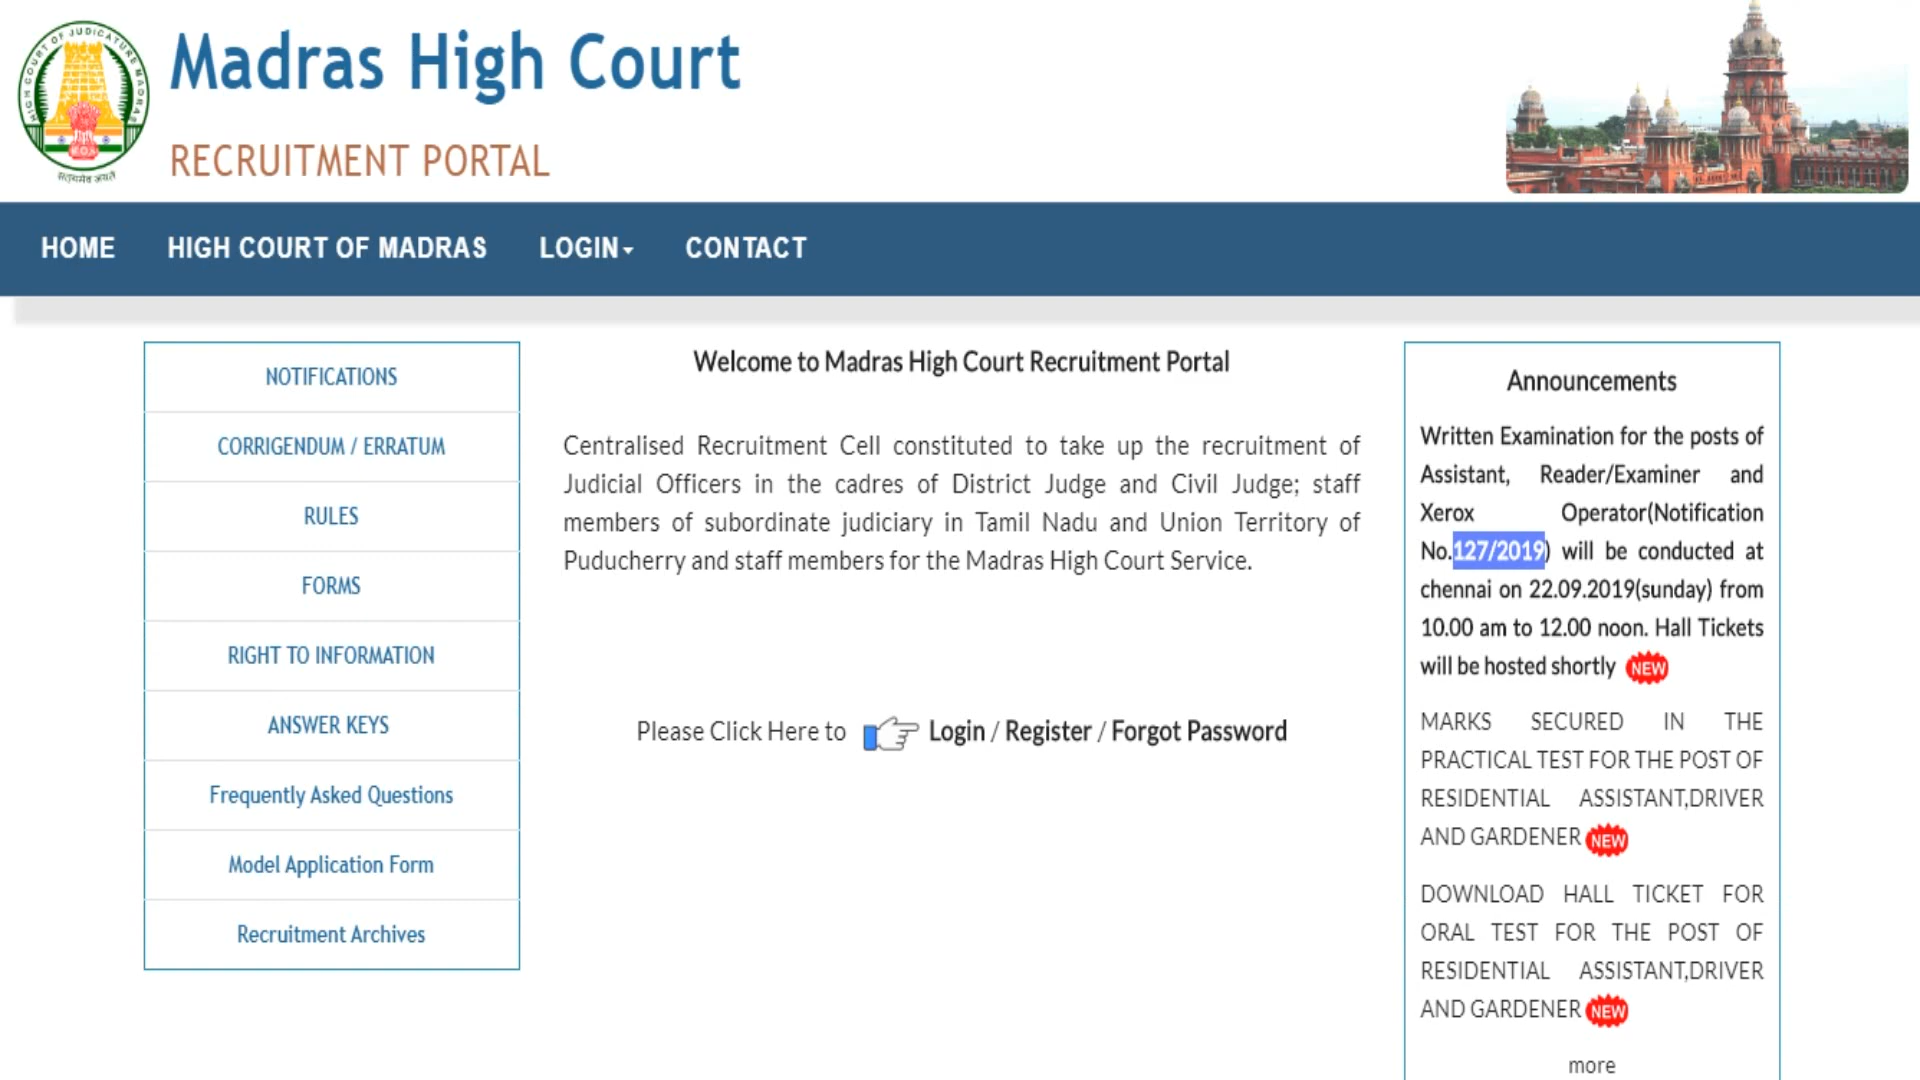 HIGH COURT OF JUDICATURE MADRAS
सत्यमेव जयते
Madras High Court
RECRUITMENT PORTAL
HOME
HIGH COURT OF MADRAS
LOGIN
CONTACT
NOTIFICATIONS
CORRIGENDUM / ERRATUM
RULES
FORMS
RIGHT TO INFORMATION
ANSWER KEYS
Frequently Asked Questions
Model Application Form
Recruitment Archives
Welcome to Madras High Court Recruitment Portal
Centralised Recruitment Cell constituted to take up the recruitment of
Judicial Officers in the cadres of District Judge and Civil Judge; staff
members of subordinate judiciary in Tamil Nadu and Union Territory of
Puducherry and staff members for the Madras High Court Service.
Please Click Here to Login / Register / Forgot Password
Announcements
Written Examination for the posts of
Assistant, Reader/Examiner and
Xerox Operator(Notification
No.127/2019) will be conducted at
chennai on 22.09.2019(sunday) from
10.00 am to 12.00 noon. Hall Tickets
will be hosted shortly NEW
MARKS SECURED IN THE
PRACTICAL TEST FOR THE POST OF
RESIDENTIAL ASSISTANT,DRIVER
AND GARDENER NEW
DOWNLOAD HALL TICKET FOR
ORAL TEST FOR THE POST OF
RESIDENTIAL ASSISTANT,DRIVER
AND GARDENER NEW
more